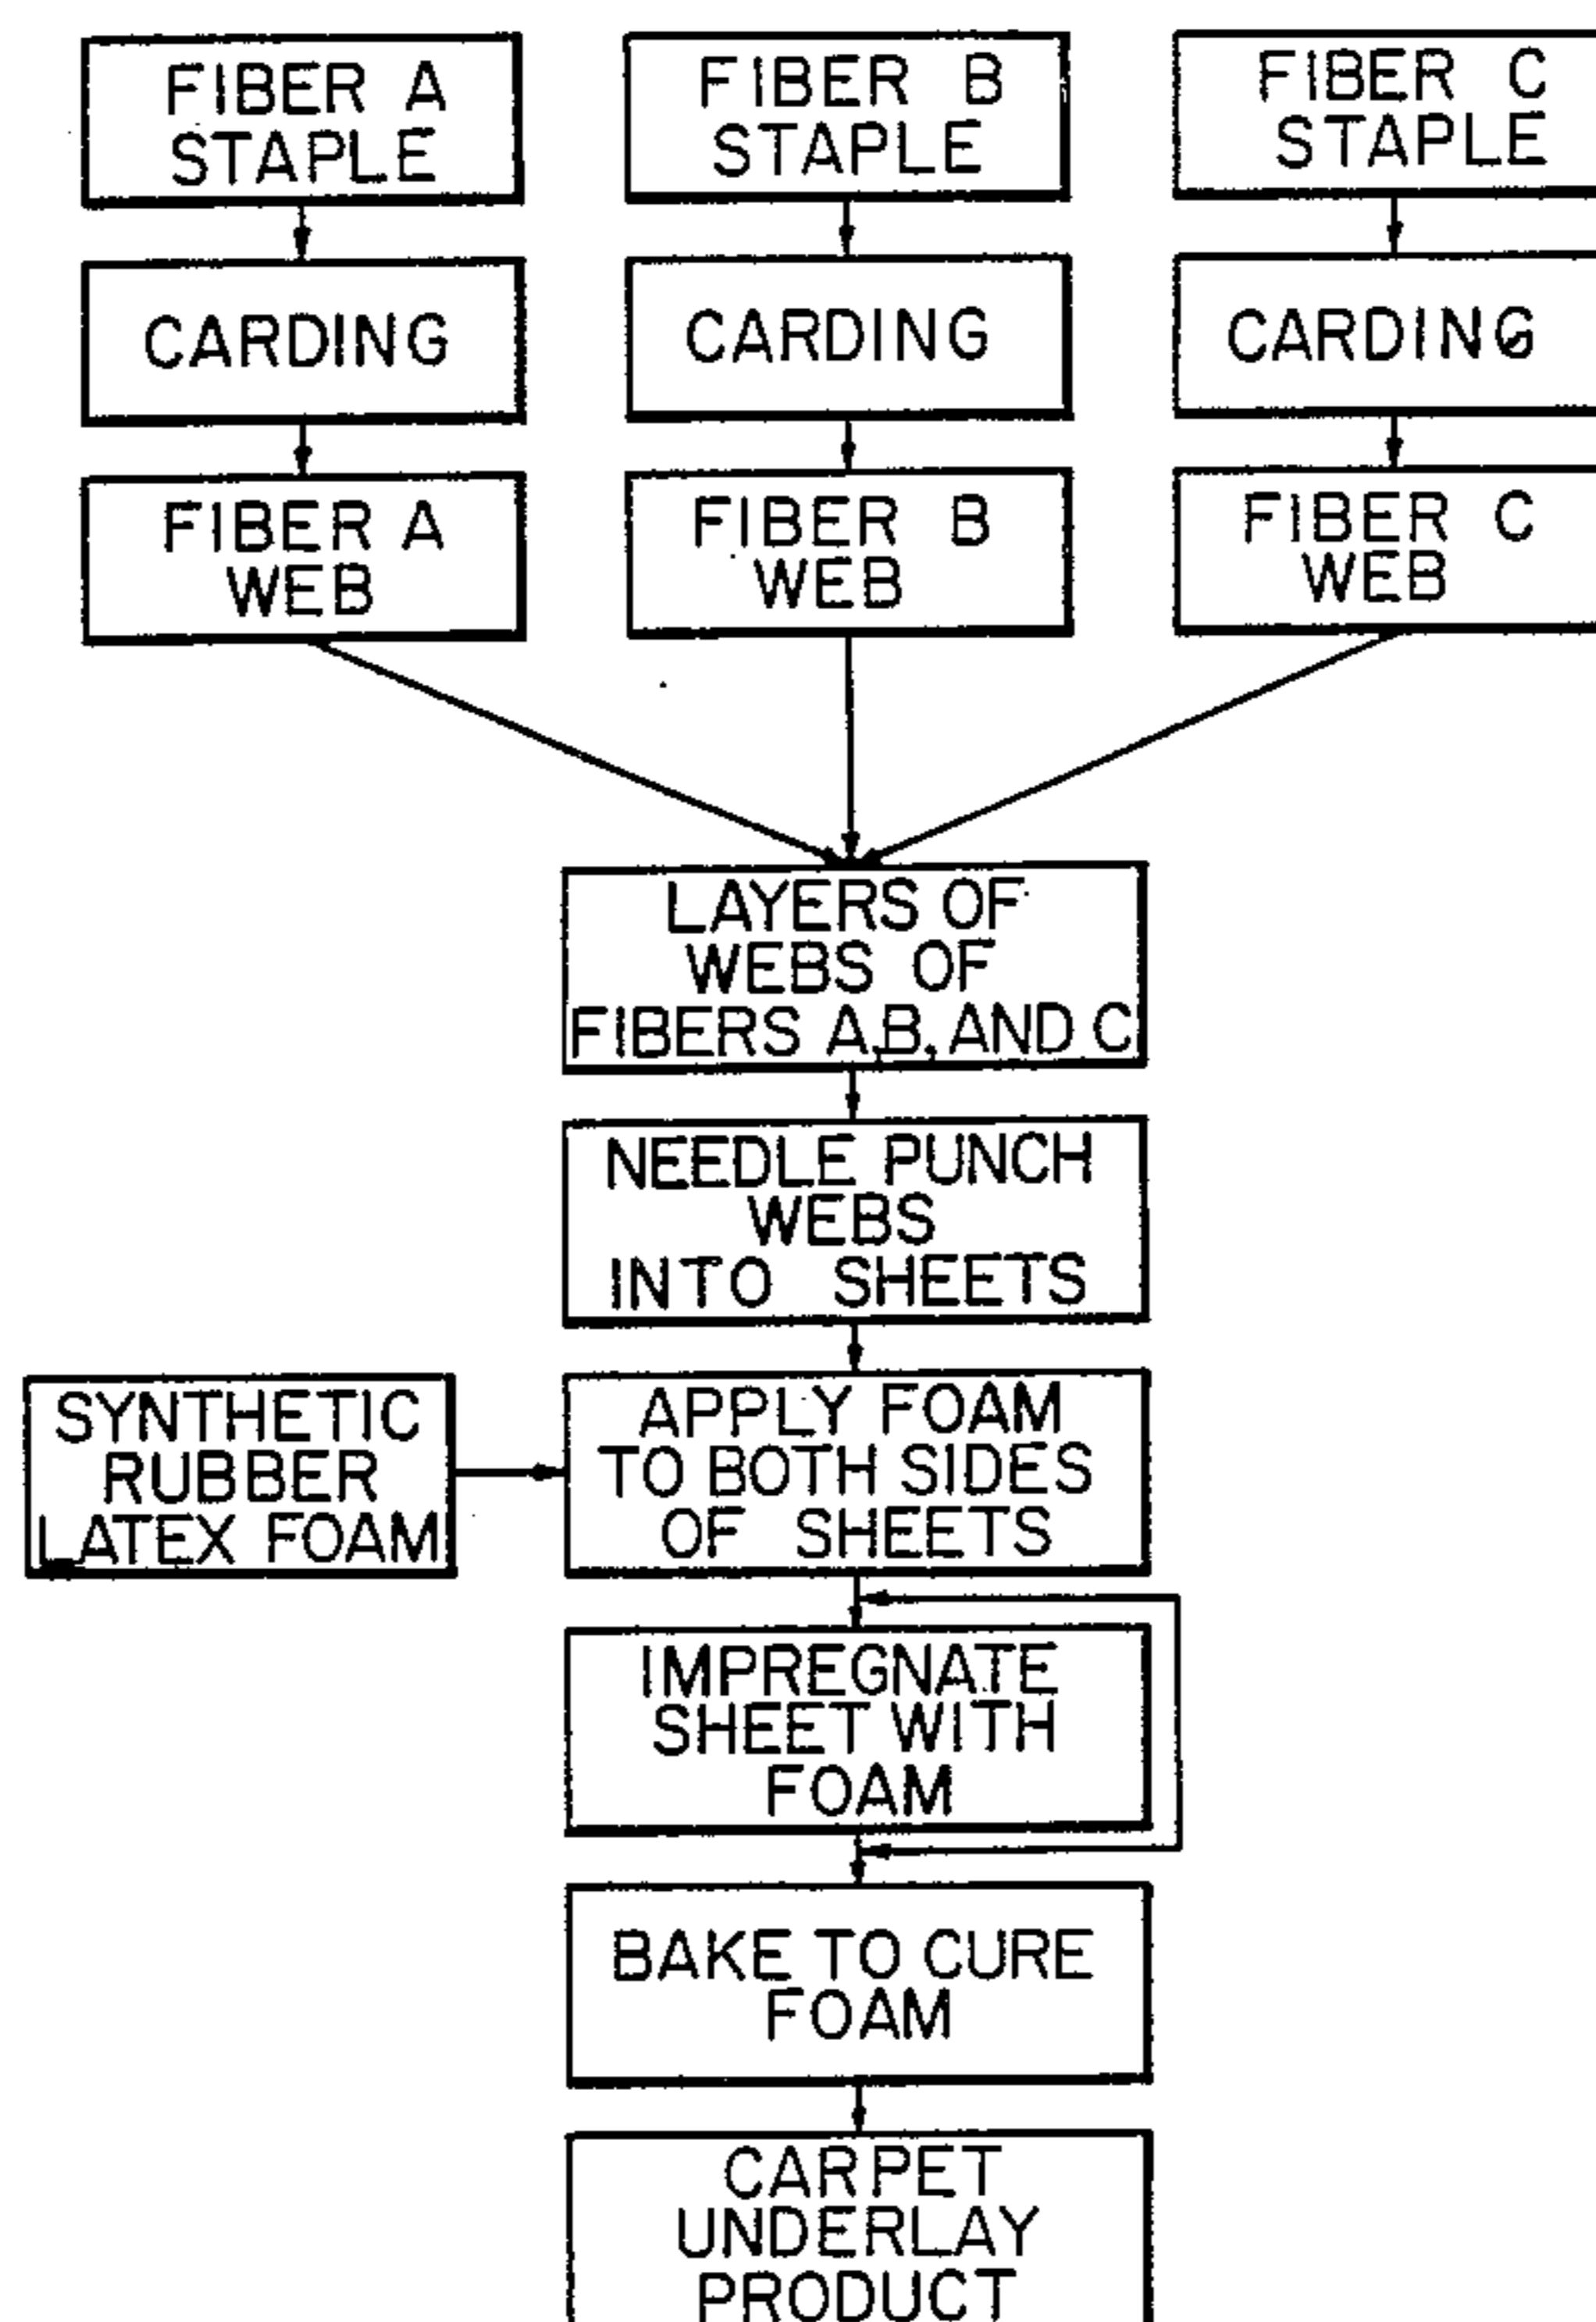 FIBER A
STAPLE
FIBER B
STAPLE
FIBER C
STAPLE
CARDING
CARDING
CARDING
FIBER A
WEB
FIBER B
WEB
FIBER C
WEB
LAYERS OF
WEBS OF
FIBERS A,B, AND C
NEEDLE PUNCH
WEBS
INTO SHEETS
SYNTHETIC
RUBBER
LATEX FOAM
APPLY FOAM
TO BOTH SIDES
OF SHEETS
IMPREGNATE
SHEET WITH
FOAM
BAKE TO CURE
FOAM
CARPET
UNDERLAY
PRODUCT